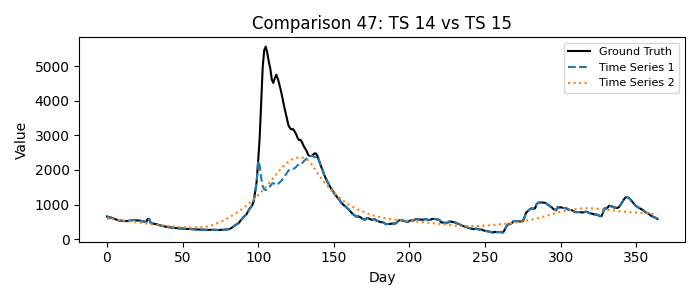 Comparison 47: TS 14 vs TS 15
Ground Truth
Time Series 1
Time Series 2
Value
5000
4000
3000
2000
1000
0
0 50 100 150 200 250 300 350
Day